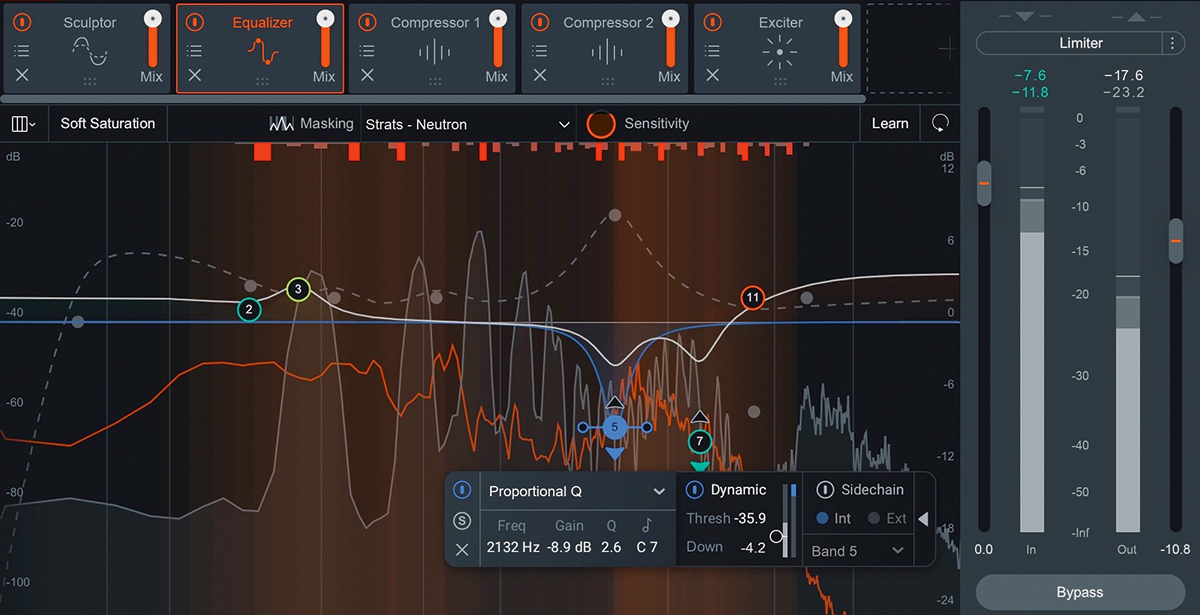 Sculptor Equalizer Compressor 1 Compressor 2 Exciter
Mix Mix Mix Mix Mix
Limiter
-7.6 -17.6
-11.8 -23.2
Soft Saturation Masking Strats - Neutron Sensitivity Learn
dB dB
12
-20
6
-40
0
-60
-6
-12
-80
-18
-100
-24
2
3
11
5
7
Proportional Q Dynamic Sidechain
S
Freq Gain Q
2132 Hz -8.9 dB 2.6 C 7
Thresh -35.9
Down -4.2
Int Ext
Band 5
0
-3
-6
-10
-15
-20
-30
-40
-50
-Inf
0.0 In Out -10.8
Bypass